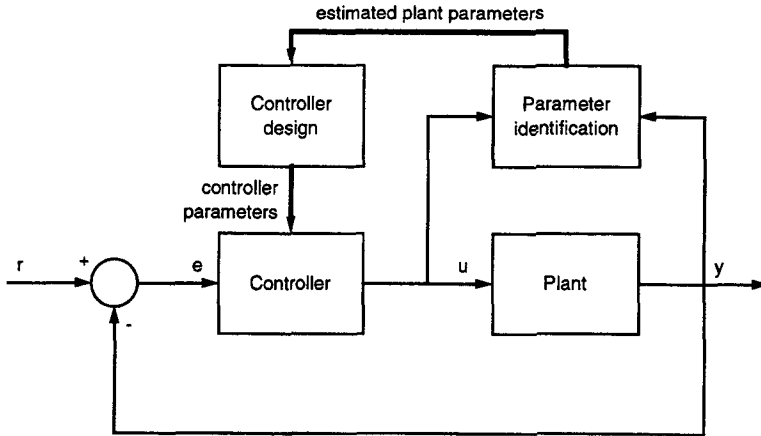 estimated plant parameters
Controller
design
Parameter
identification
controller
parameters
r
+
-
e
Controller
u
Plant
y